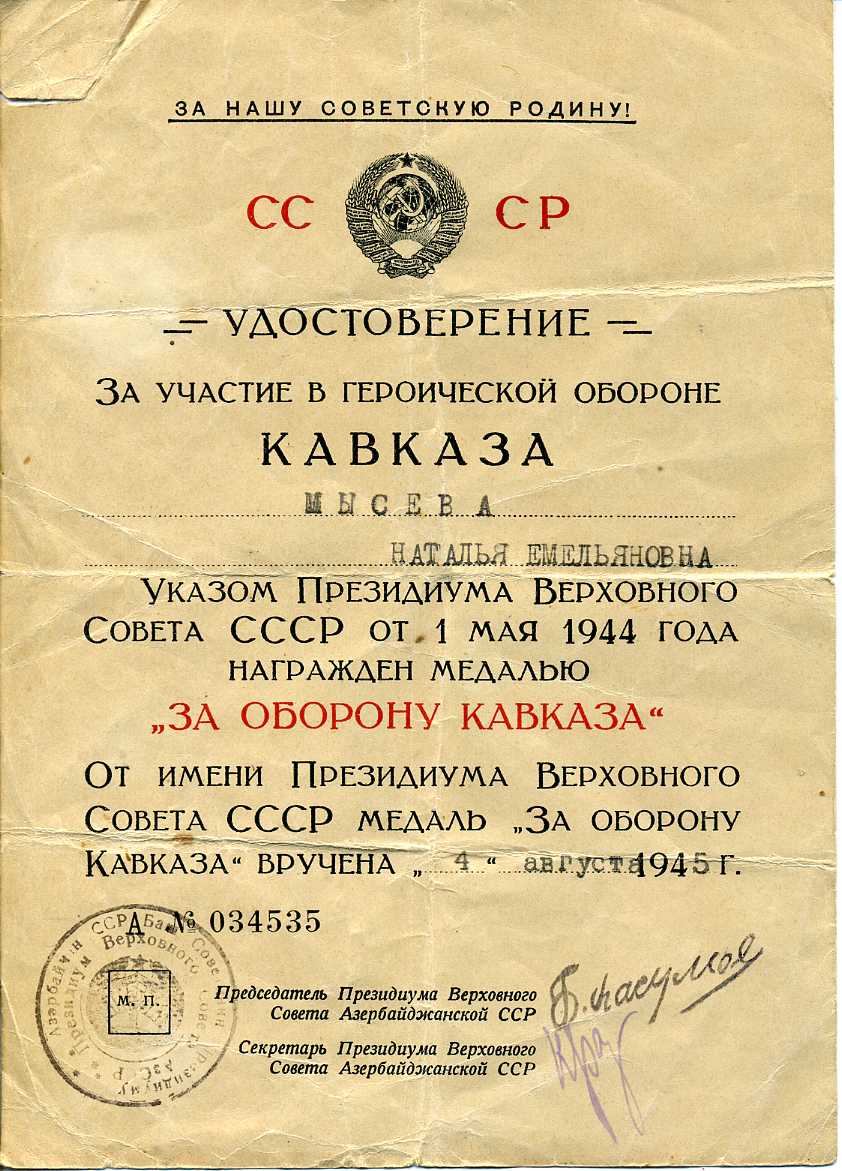 ЗА НАШУ СОВЕТСКУЮ РОДИНУ!
СС СР
УДОСТОВЕРЕНИЕ
ЗА УЧАСТИЕ В ГЕРОИЧЕСКОЙ ОБОРОНЕ
КАВКАЗА
МЫСЕВА
НАТАЛЬЯ ЕМЕЛЬЯНОВНА
УКАЗОМ ПРЕЗИДИУМА ВЕРХОВНОГО
СОВЕТА СССР ОТ 1 МАЯ 1944 ГОДА
НАГРАЖДЕН МЕДАЛЬЮ
„ЗА ОБОРОНУ КАВКАЗА“
ОТ ИМЕНИ ПРЕЗИДИУМА ВЕРХОВНОГО
СОВЕТА СССР МЕДАЛЬ „ЗА ОБОРОНУ
КАВКАЗА“ ВРУЧЕНА „ 4 “ августа 1945 г.
А № 034535
м. п.
Председатель Президиума Верховного
Совета Азербайджанской ССР
Секретарь Президиума Верховного
Совета Азербайджанской ССР